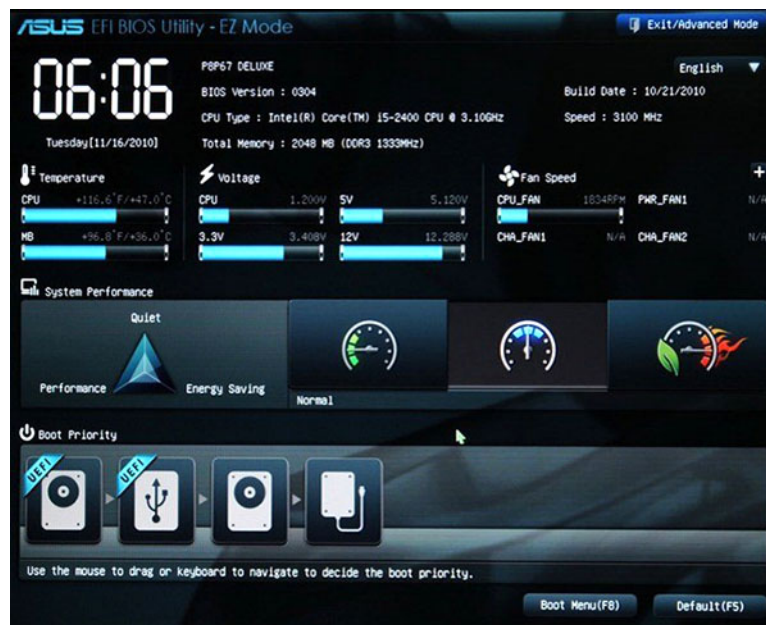 ASUS EFI BIOS Utility - EZ Mode
Exit/Advanced Mode
06:06
Tuesday[11/16/2010]
P8P67 DELUXE
English
BIOS Version : 0304
Build Date : 10/21/2010
CPU Type : Intel(R) Core(TM) i5-2400 CPU @ 3.10GHz
Speed : 3100 MHz
Total Memory : 2048 MB (DDR3 1333MHz)
Temperature
Voltage
Fan Speed
CPU +116.6°F/+47.0°C
CPU 1.200V 5V 5.120V
CPU_FAN 1834RPM PWR_FAN1 N/A
MB +96.8°F/+36.0°C
3.3V 3.408V 12V 12.288V
CHA_FAN1 N/A CHA_FAN2 N/A
System Performance
Quiet
Performance Energy Saving
Normal
Boot Priority
UEFI
UEFI
Use the mouse to drag or keyboard to navigate to decide the boot priority.
Boot Menu(F8)
Default(F5)